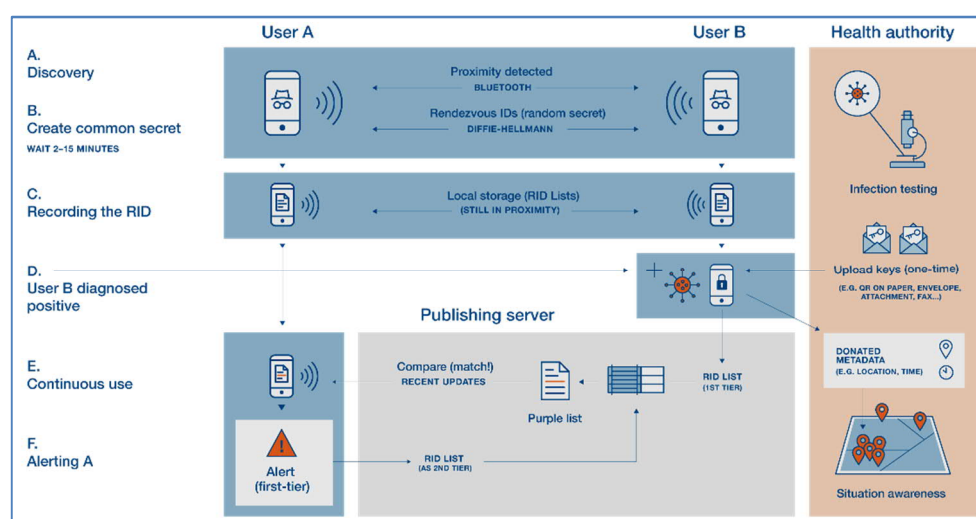 User A
User B
Health authority
A.
Discovery
Proximity detected
BLUETOOTH
B.
Create common secret
WAIT 2–15 MINUTES
Rendezvous IDs (random secret)
DIFFIE-HELLMANN
Infection testing
C.
Recording the RID
Local storage (RID Lists)
(STILL IN PROXIMITY)
D.
User B diagnosed
positive
Upload keys (one-time)
(E.G. QR ON PAPER, ENVELOPE,
ATTACHMENT, FAX...)
Publishing server
E.
Continuous use
Compare (match!)
RECENT UPDATES
Purple list
RID LIST
(1ST TIER)
DONATED
METADATA
(E.G. LOCATION, TIME)
F.
Alerting A
Alert
(first-tier)
RID LIST
(AS 2ND TIER)
Situation awareness